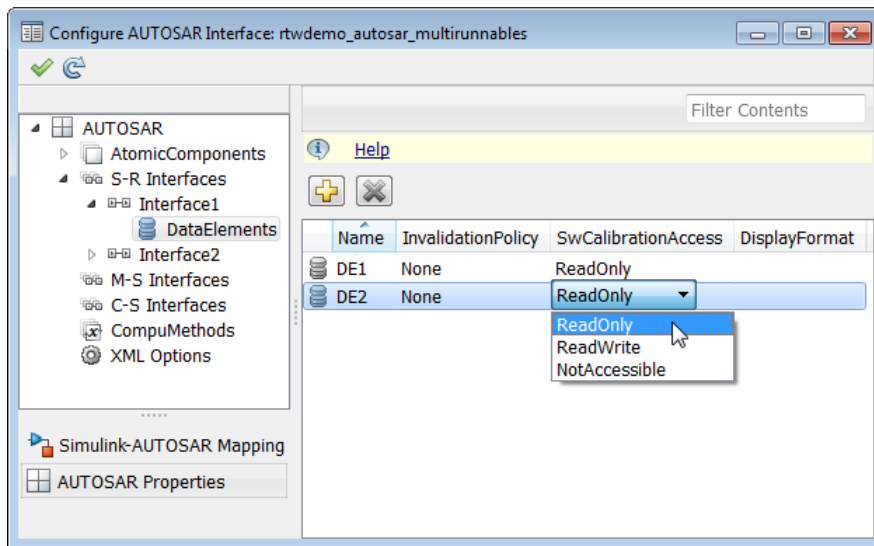 Configure AUTOSAR Interface: rtwdemo_autosar_multirunnables
Filter Contents
AUTOSAR
AtomicComponents
S-R Interfaces
Interface1
DataElements
Interface2
M-S Interfaces
C-S Interfaces
CompuMethods
XML Options
Simulink-AUTOSAR Mapping
AUTOSAR Properties
Help
Name InvalidationPolicy SwCalibrationAccess DisplayFormat
DE1 None ReadOnly
DE2 None ReadOnly
ReadOnly
ReadWrite
NotAccessible